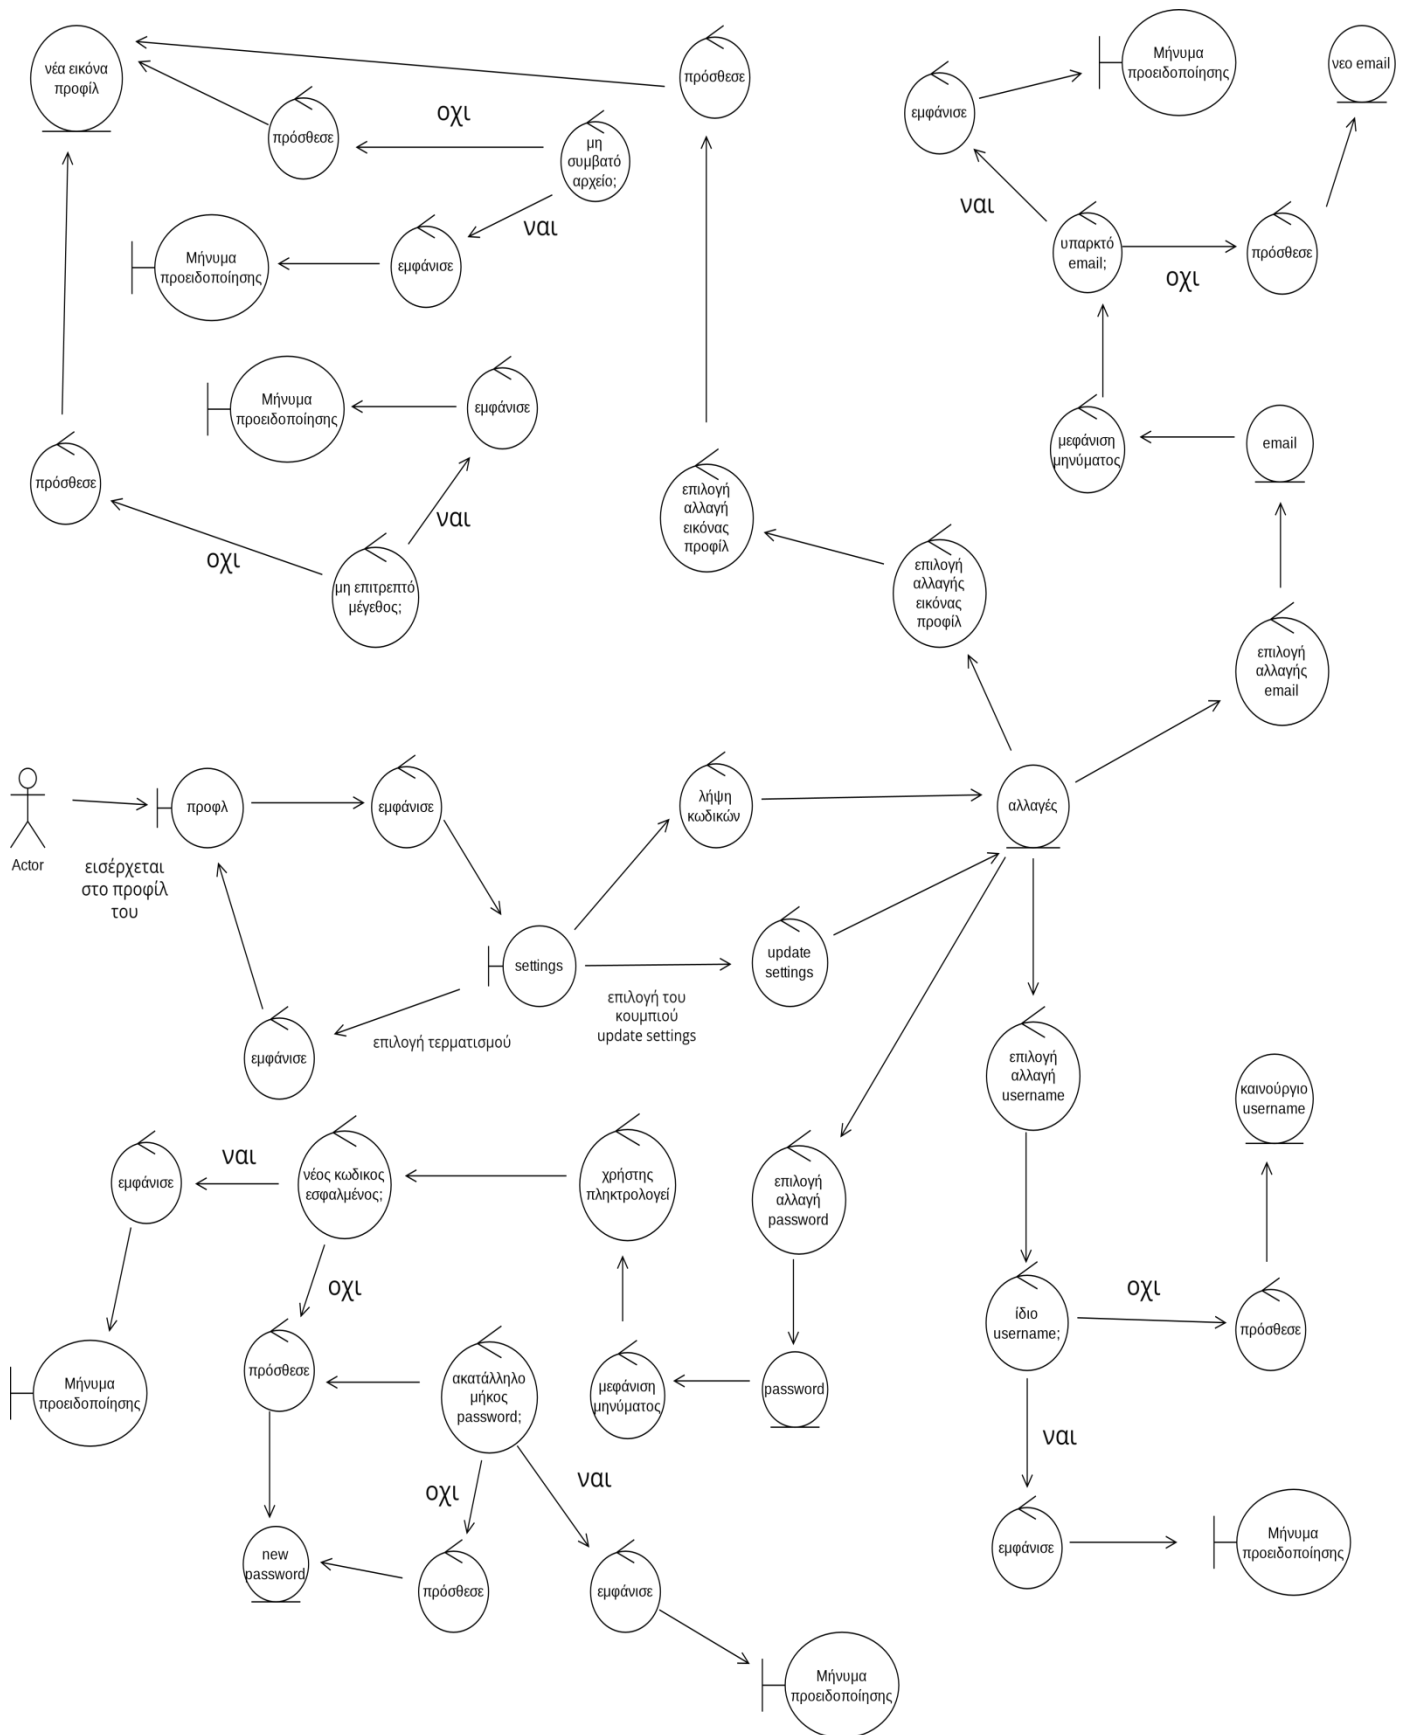 νέα εικόνα
προφίλ
πρόσθεσε
οχι
μη
συμβατό
αρχείο;
ναι
Μήνυμα
προειδοποίησης
εμφάνισε
πρόσθεσε
Μήνυμα
προειδοποίησης
εμφάνισε
πρόσθεσε
ναι
οχι
μη επιτρεπτό
μέγεθος;
επιλογή
αλλαγή
εικόνας
προφίλ
επιλογή
αλλαγής
εικόνας
προφίλ
εμφάνισε
Μήνυμα
προειδοποίησης
νεο email
ναι
υπαρκτό
email;
οχι
πρόσθεσε
μεφάνιση
μηνύματος
email
επιλογή
αλλαγής
email
Actor
εισέρχεται
στο προφίλ
του
προφλ
εμφάνισε
λήψη
κωδικών
αλλαγές
settings
update
settings
επιλογή του
κουμπιού
update settings
επιλογή τερματισμού
εμφάνισε
επιλογή
αλλαγή
username
καινούργιο
username
εμφάνισε
ναι
νέος κωδικος
εσφαλμένος;
χρήστης
πληκτρολογεί
επιλογή
αλλαγή
password
οχι
ίδιο
username;
οχι
πρόσθεσε
Μήνυμα
προειδοποίησης
πρόσθεσε
ακατάλληλο
μήκος
password;
μεφάνιση
μηνύματος
password
ναι
οχι
ναι
new
password
πρόσθεσε
εμφάνισε
εμφάνισε
Μήνυμα
προειδοποίησης
Μήνυμα
προειδοποίησης